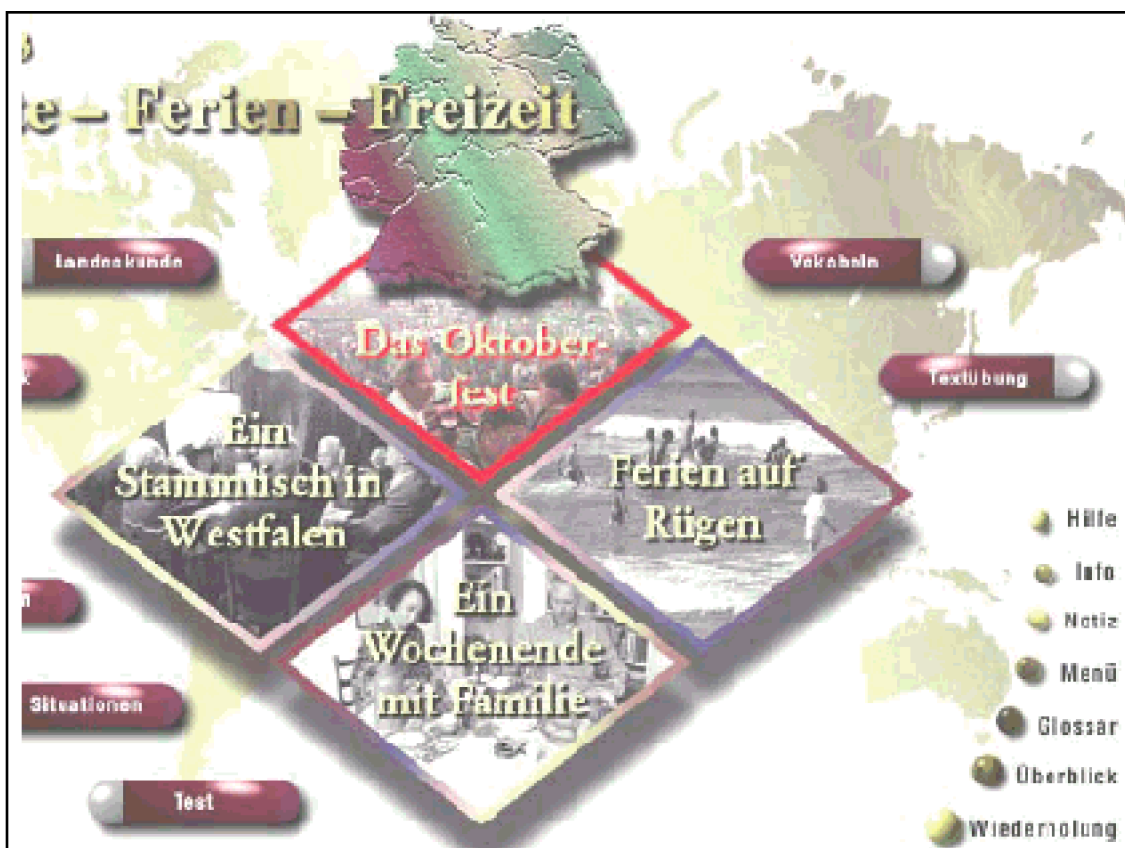 – Ferien – Freizeit
Landeskunde
Vokabeln
Das Oktober-
fest
Textübung
Ein
Stammtisch in
Westfalen
Ferien auf
Rügen
Hilfe
Info
Notiz
Ein
Wochenende
mit Familie
Menü
Situationen
Glossar
Überblick
Test
Wiederholung